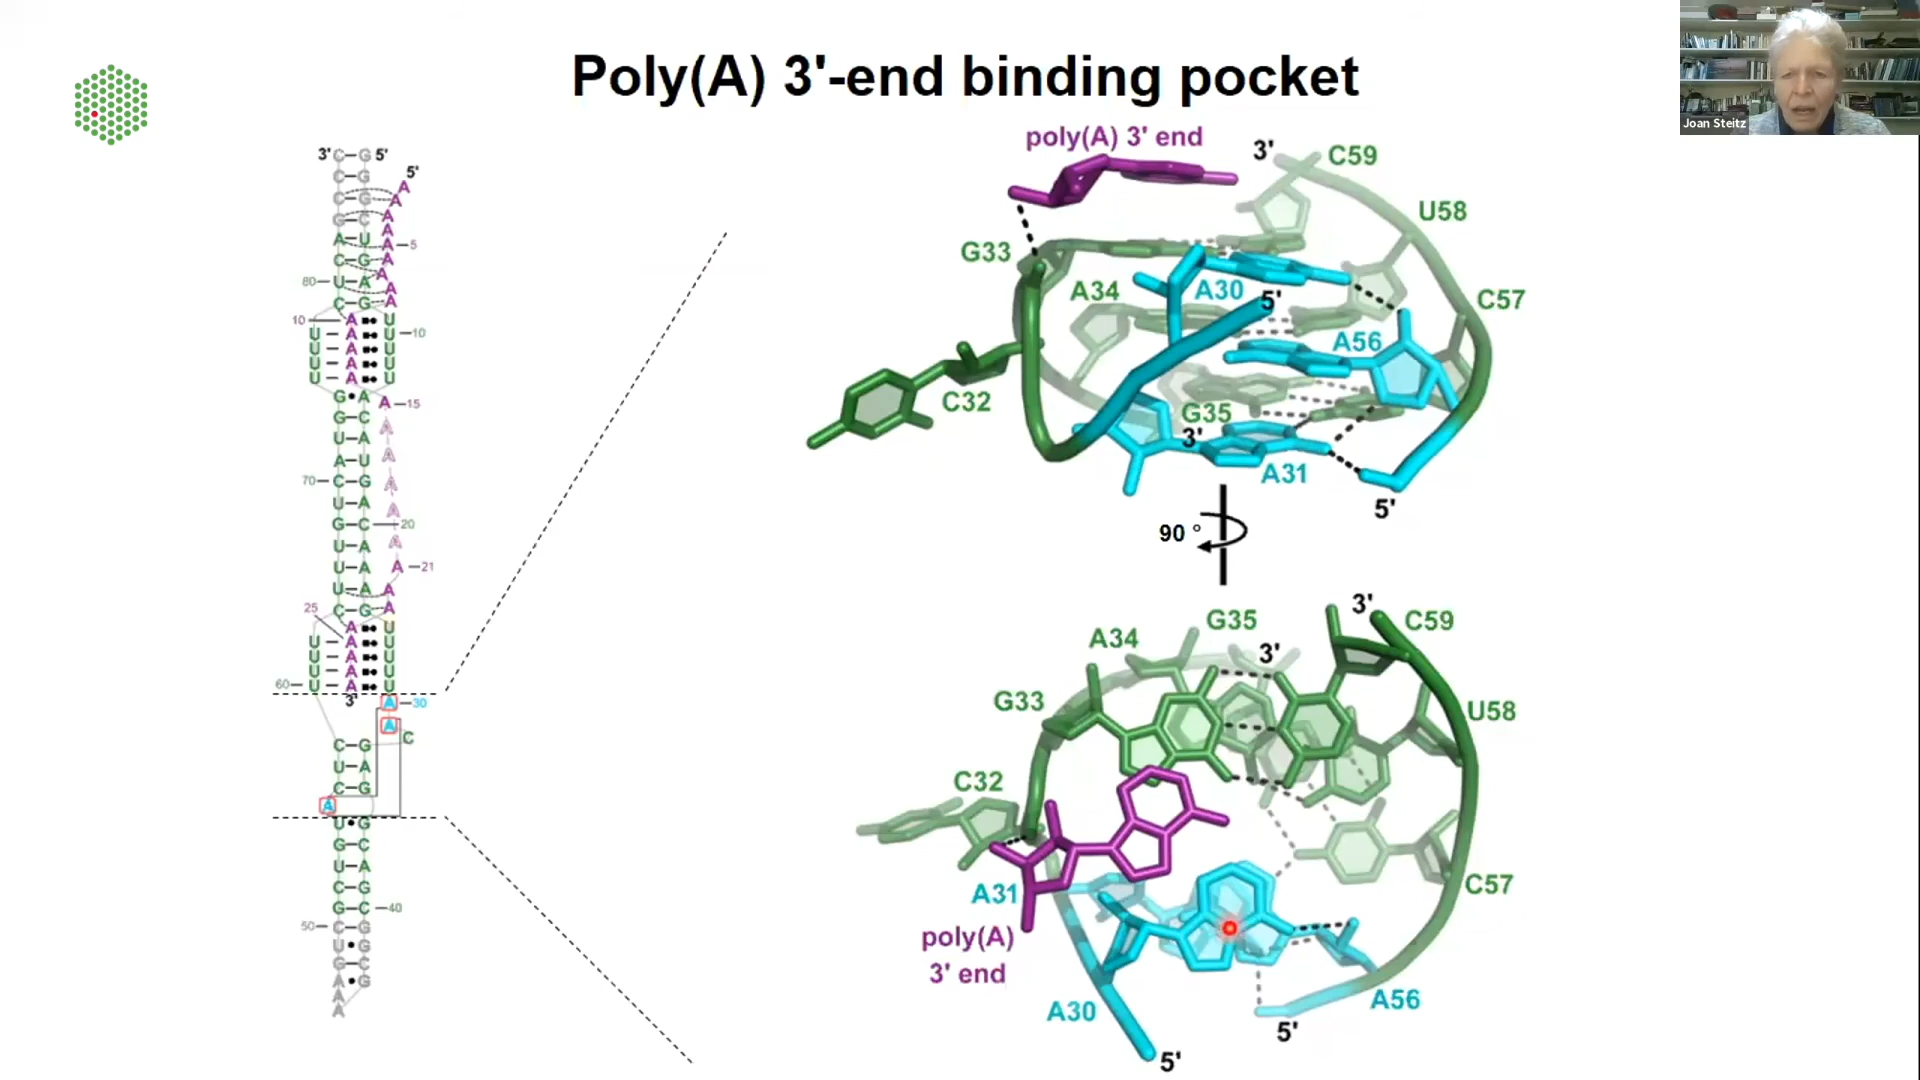 Poly(A) 3'-end binding pocket
Joan Steitz
3' C G 5'
C G
5'
C G A
G C A
A
A U A 5
C G A
A
80 U A A
C G A
10 A U
U A U 10
U A U
U A U
U A U
G A A 15
G C A
U A
A U A
70 C G A
U A A
G C 20
U A A
U A A 21
U A A
25 C G A
A U
U A U
U A U
U A U
60 U A U
3' A 30
A
C G C
U A
C G
A
U G
G C
U A
C G
G C 40
50 C G
U G
G C
A G
A
A
poly(A) 3' end
3'
C59
U58
G33
A34
A30
5'
C57
A56
C32
G35
3'
A31
5'
90 °
G35
3'
C59
A34
3'
G33
U58
C32
A31
C57
poly(A)
3' end
A30
A56
5'
5'